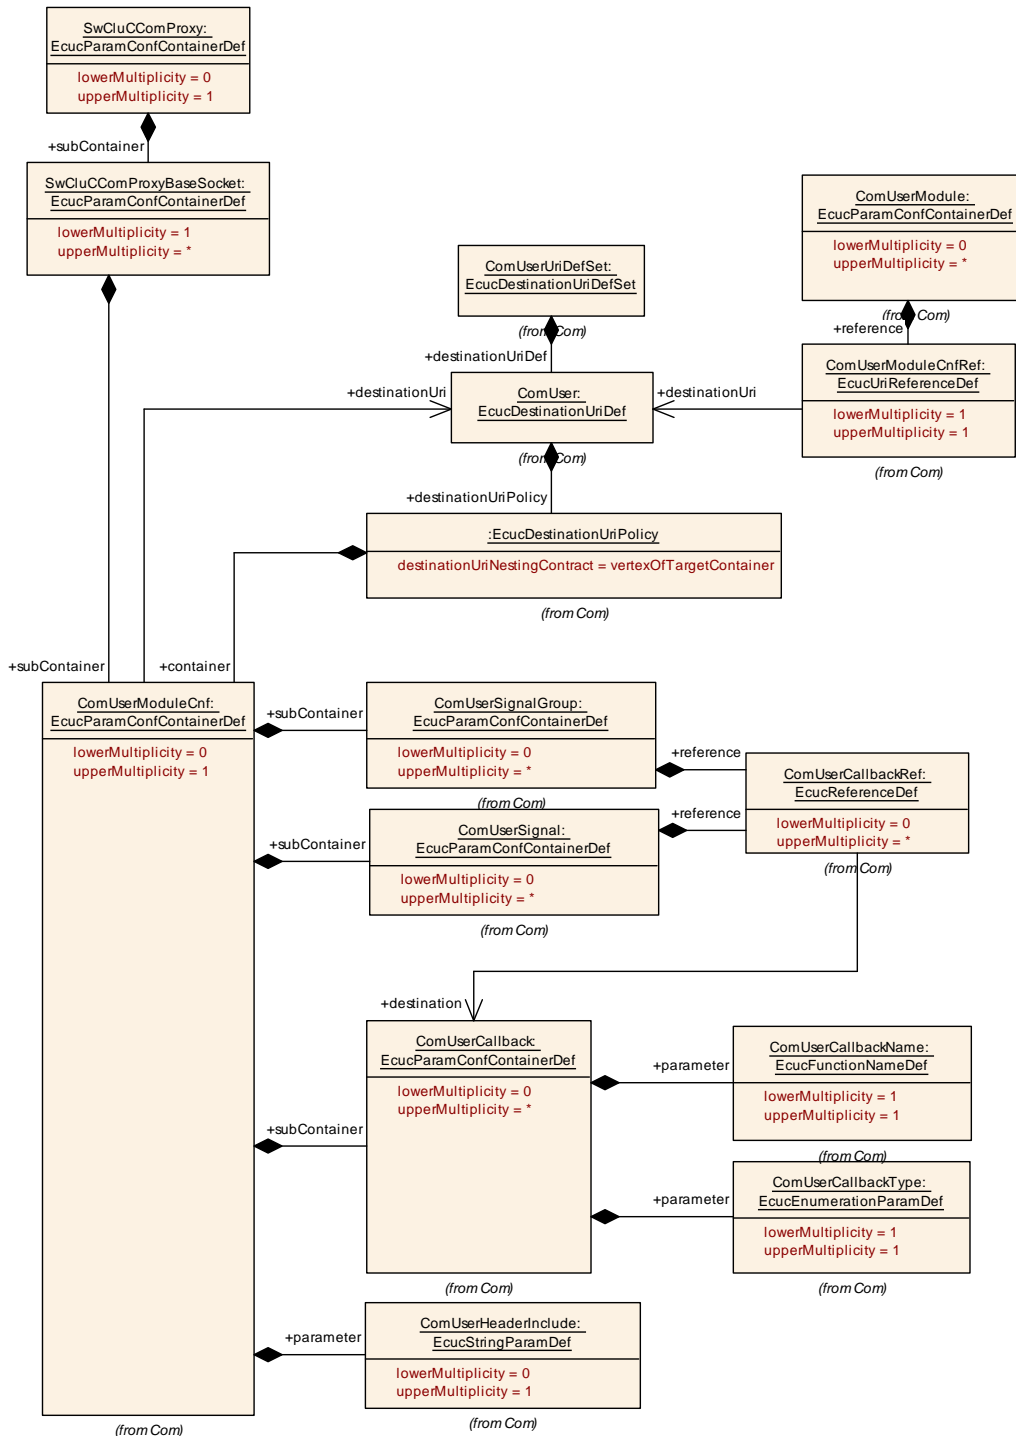 SwCluCComProxy:
EcucParamConfContainerDef
lowerMultiplicity = 0
upperMultiplicity = 1
+subContainer
SwCluCComProxyBaseSocket:
EcucParamConfContainerDef
lowerMultiplicity = 1
upperMultiplicity = *
ComUserModule:
EcucParamConfContainerDef
lowerMultiplicity = 0
upperMultiplicity = *
(from Com)
+reference
ComUserUriDefSet:
EcucDestinationUriDefSet
(from Com)
+destinationUriDef
ComUserModuleCnfRef:
EcucUriReferenceDef
lowerMultiplicity = 1
upperMultiplicity = 1
(from Com)
+destinationUri
ComUser:
EcucDestinationUriDef
+destinationUri
(from Com)
+destinationUriPolicy
:EcucDestinationUriPolicy
destinationUriNestingContract = vertexOfTargetContainer
(from Com)
+subContainer
+container
ComUserModuleCnf:
EcucParamConfContainerDef
lowerMultiplicity = 0
upperMultiplicity = 1
+subContainer
ComUserSignalGroup:
EcucParamConfContainerDef
lowerMultiplicity = 0
upperMultiplicity = *
(from Com)
+reference
ComUserCallbackRef:
EcucReferenceDef
lowerMultiplicity = 0
upperMultiplicity = *
(from Com)
+reference
+subContainer
ComUserSignal:
EcucParamConfContainerDef
lowerMultiplicity = 0
upperMultiplicity = *
(from Com)
+destination
ComUserCallback:
EcucParamConfContainerDef
lowerMultiplicity = 0
upperMultiplicity = *
+subContainer
(from Com)
+parameter
ComUserCallbackName:
EcucFunctionNameDef
lowerMultiplicity = 1
upperMultiplicity = 1
(from Com)
+parameter
ComUserCallbackType:
EcucEnumerationParamDef
lowerMultiplicity = 1
upperMultiplicity = 1
(from Com)
+parameter
ComUserHeaderInclude:
EcucStringParamDef
lowerMultiplicity = 0
upperMultiplicity = 1
(from Com)
(from Com)